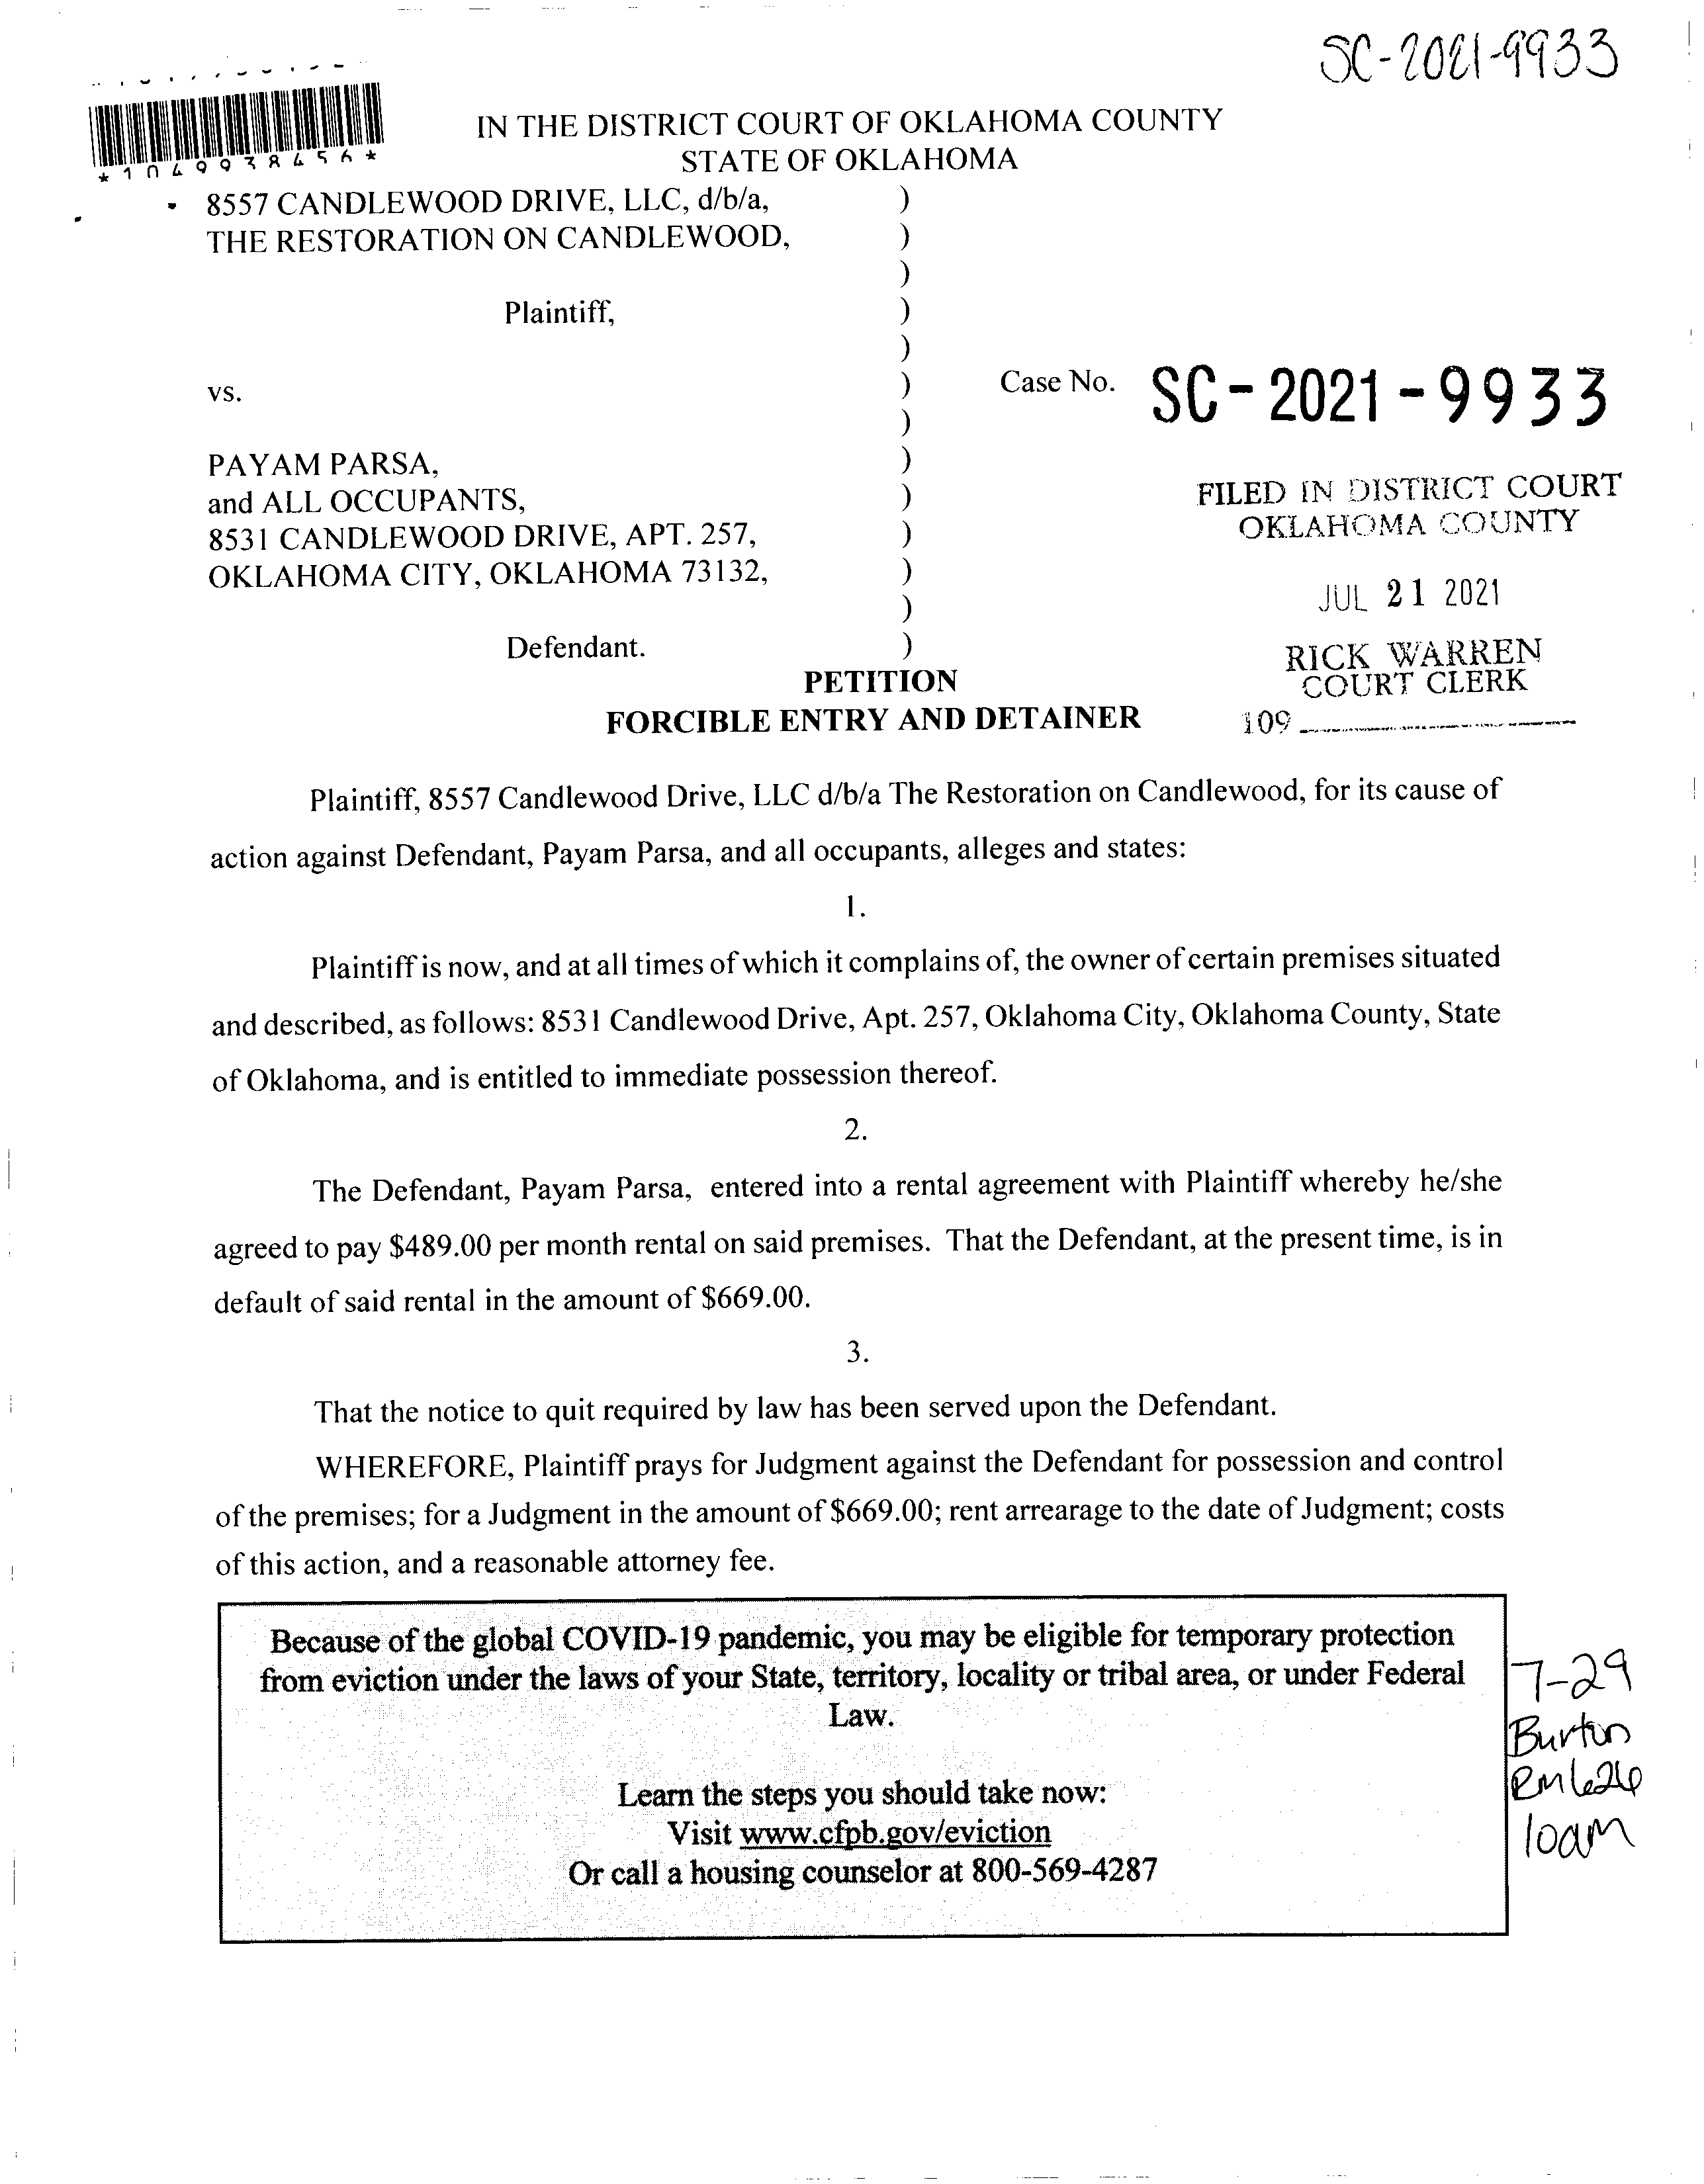 SC-2021-9933
*1049938456*
IN THE DISTRICT COURT OF OKLAHOMA COUNTY
STATE OF OKLAHOMA
8557 CANDLEWOOD DRIVE, LLC, d/b/a, )
THE RESTORATION ON CANDLEWOOD, )
)
Plaintiff, )
)
vs. ) Case No. SC-2021-9933
)
PAYAM PARSA, )
and ALL OCCUPANTS, ) FILED IN DISTRICT COURT
8531 CANDLEWOOD DRIVE, APT. 257, ) OKLAHOMA COUNTY
OKLAHOMA CITY, OKLAHOMA 73132, )
) JUL 21 2021
Defendant. ) RICK WARREN
PETITION COURT CLERK
FORCIBLE ENTRY AND DETAINER 109
Plaintiff, 8557 Candlewood Drive, LLC d/b/a The Restoration on Candlewood, for its cause of
action against Defendant, Payam Parsa, and all occupants, alleges and states:
1.
Plaintiff is now, and at all times of which it complains of, the owner of certain premises situated
and described, as follows: 8531 Candlewood Drive, Apt. 257, Oklahoma City, Oklahoma County, State
of Oklahoma, and is entitled to immediate possession thereof.
2.
The Defendant, Payam Parsa, entered into a rental agreement with Plaintiff whereby he/she
agreed to pay $489.00 per month rental on said premises. That the Defendant, at the present time, is in
default of said rental in the amount of $669.00.
3.
That the notice to quit required by law has been served upon the Defendant.
WHEREFORE, Plaintiff prays for Judgment against the Defendant for possession and control
of the premises; for a Judgment in the amount of $669.00; rent arrearage to the date of Judgment; costs
of this action, and a reasonable attorney fee.
Because of the global COVID-19 pandemic, you may be eligible for temporary protection
from eviction under the laws of your State, territory, locality or tribal area, or under Federal
Law.
Learn the steps you should take now:
Visit www.cfpb.gov/eviction
Or call a housing counselor at 800-569-4287
7-29
Burton
Rm 626
10am